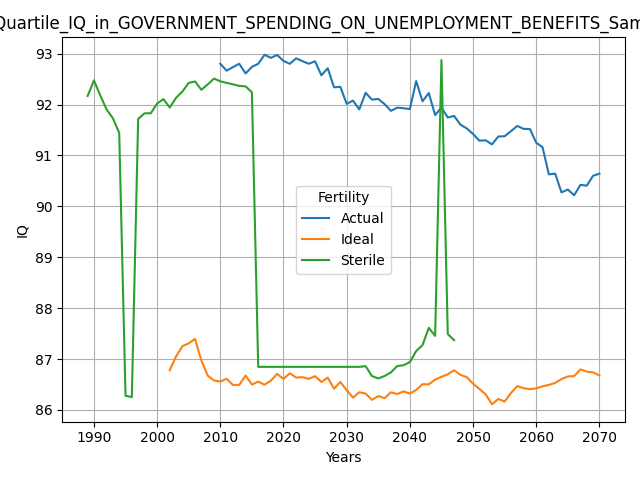 Quartile_IQ_in_GOVERNMENT_SPENDING_ON_UNEMPLOYMENT_BENEFITS_Sam
93
92
91
90
89
88
87
86
IQ
Fertility
Actual
Ideal
Sterile
1990 2000 2010 2020 2030 2040 2050 2060 2070
Years